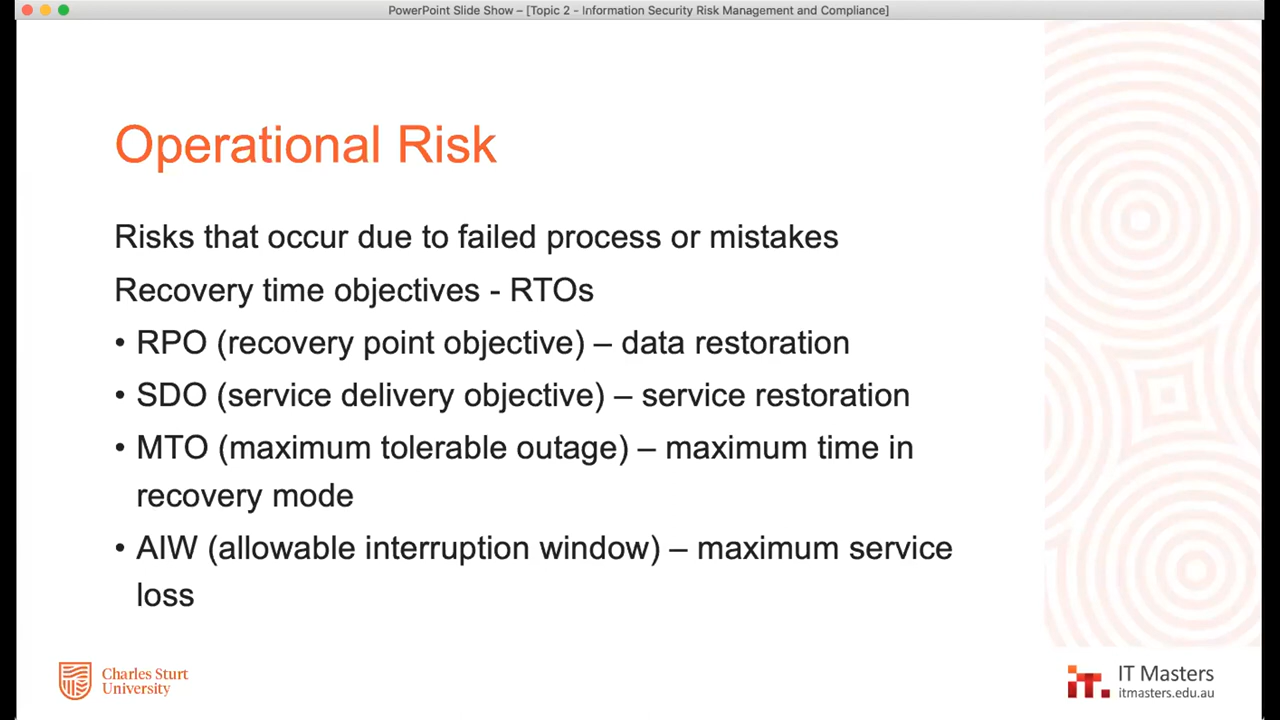 PowerPoint Slide Show – [Topic 2 - Information Security Risk Management and Compliance]
Operational Risk
Risks that occur due to failed process or mistakes
Recovery time objectives - RTOs
• RPO (recovery point objective) – data restoration
• SDO (service delivery objective) – service restoration
• MTO (maximum tolerable outage) – maximum time in
recovery mode
• AIW (allowable interruption window) – maximum service
loss
Charles Sturt
University
it.
IT Masters
itmasters.edu.au